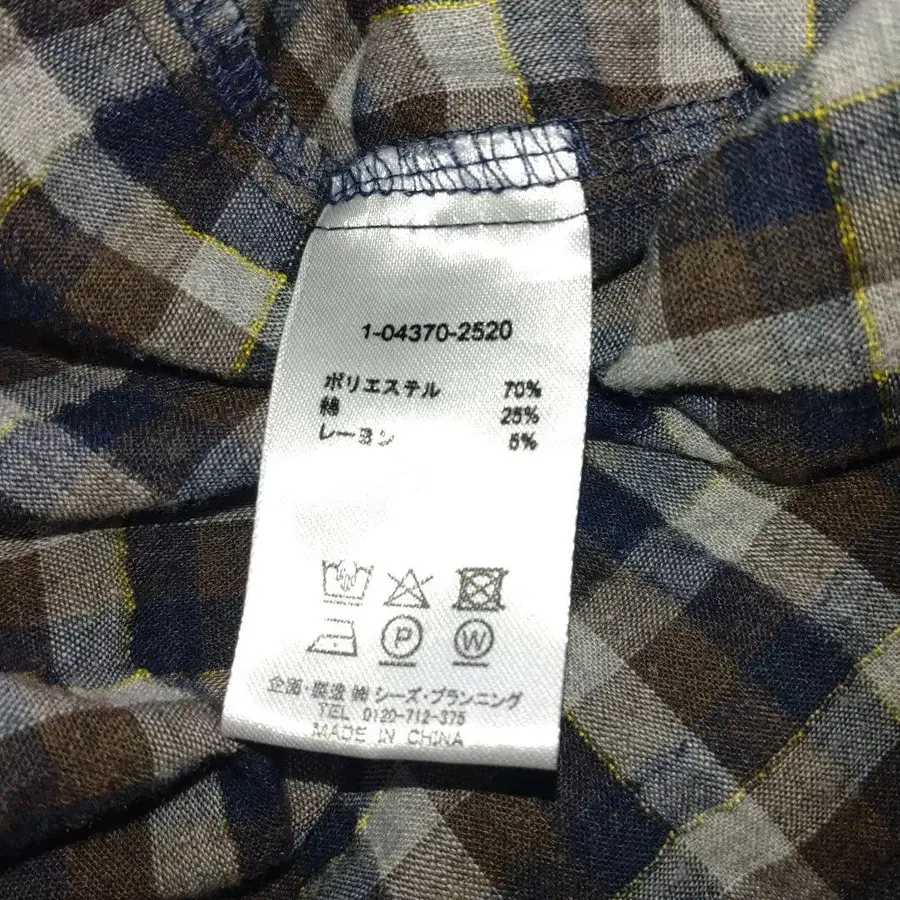 1-04370-2520
ポリエステル 70%
綿 25%
レーヨン 5%
P W
企画・製造 ㈱シーズ・プランニング
TEL 0120-712-375
MADE IN CHINA